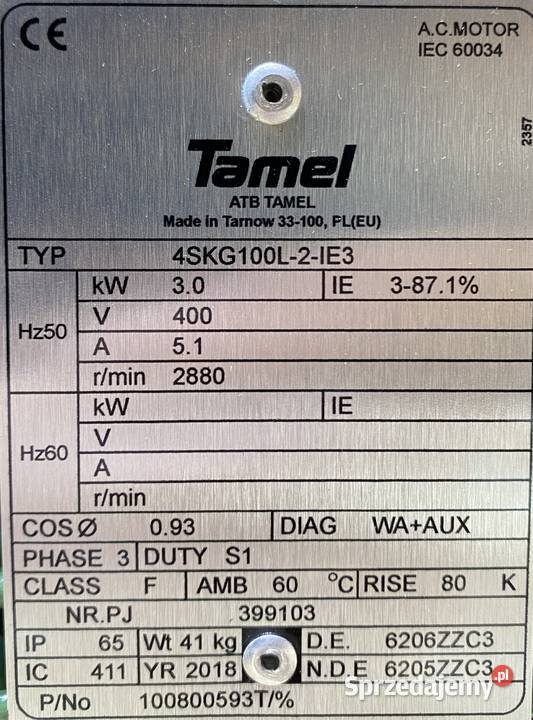 CE
A.C.MOTOR
IEC 60034
2357
Tamel
ATB TAMEL
Made in Tarnow 33-100, PL(EU)
TYP 4SKG100L-2-IE3
Hz50
kW 3.0 IE 3-87.1%
V 400
A 5.1
r/min 2880
Hz60
kW IE
V
A
r/min
COS Ø 0.93 DIAG WA+AUX
PHASE 3 DUTY S1
CLASS F AMB 60 °C RISE 80 K
NR.PJ 399103
IP 65 Wt 41 kg D.E. 6206ZZC3
IC 411 YR 2018 N.D.E 6205ZZC3
P/No 100800593T/%
Sprzedajemy.pl